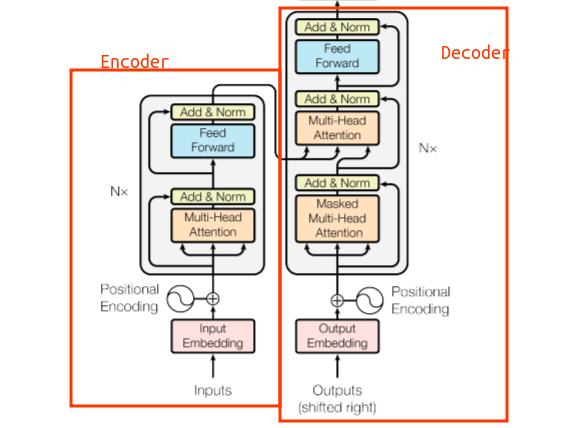 Encoder
Decoder
Add & Norm
Feed
Forward
Add & Norm
Multi-Head
Attention
Nx
Add & Norm
Masked
Multi-Head
Attention
Positional
Encoding
Output
Embedding
Outputs
(shifted right)
Add & Norm
Feed
Forward
Nx
Add & Norm
Multi-Head
Attention
Positional
Encoding
Input
Embedding
Inputs